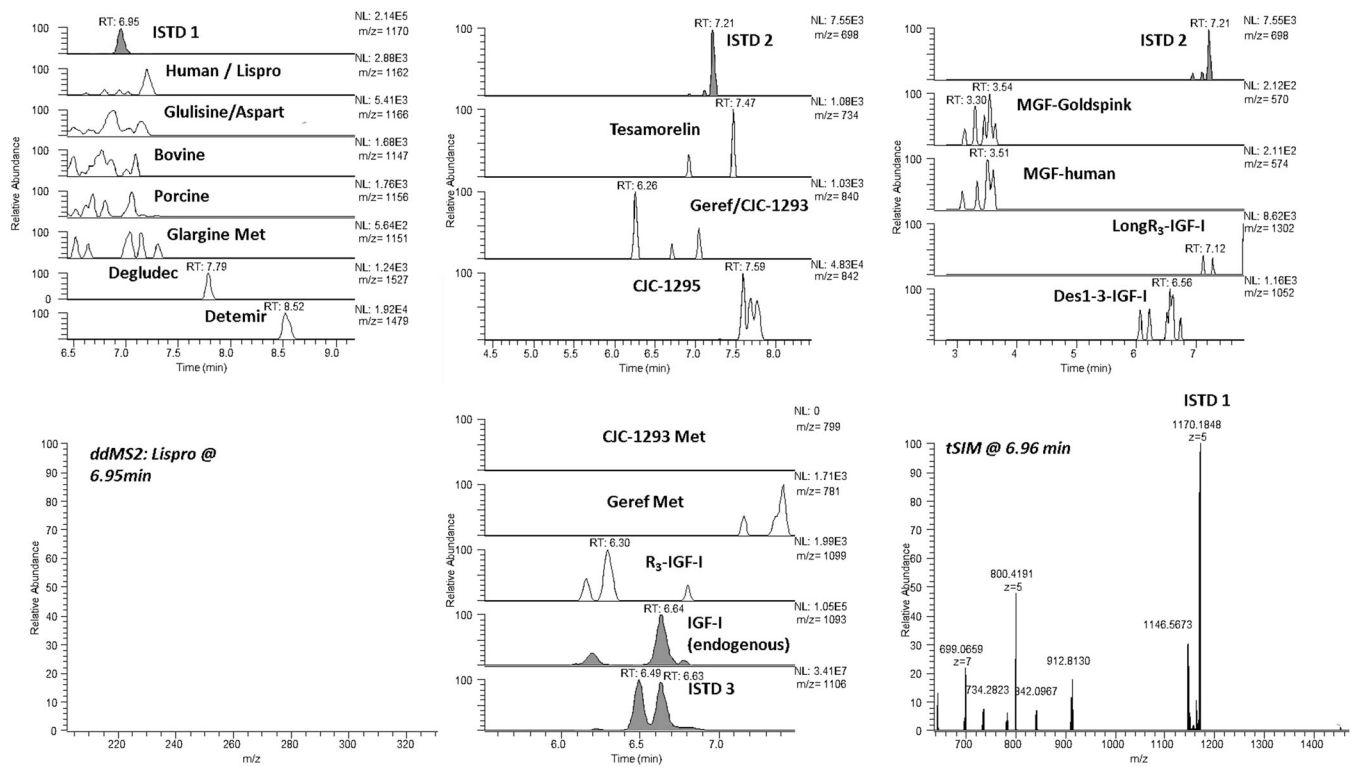 RT: 6.95
NL: 2.14E5
m/z= 1170
100
ISTD 1
NL: 2.88E3
m/z= 1162
100
Human / Lispro
NL: 5.41E3
m/z= 1166
100
Glulisine/Aspart
NL: 1.68E3
m/z= 1147
100
Bovine
NL: 1.76E3
m/z= 1156
100
Porcine
NL: 5.64E2
m/z= 1151
100
Glargine Met
NL: 1.24E3
m/z= 1527
100
Degludec
RT: 7.79
0
NL: 1.92E4
m/z= 1479
100
Detemir
RT: 8.52
Relative Abundance
6.5 7.0 7.5 8.0 8.5 9.0
Time (min)
RT: 7.21
NL: 7.55E3
m/z= 698
100
ISTD 2
RT: 7.47
NL: 1.08E3
m/z= 734
100
Tesamorelin
RT: 6.26
NL: 1.03E3
m/z= 840
100
Geref/CJC-1293
RT: 7.59
NL: 4.83E4
m/z= 842
100
CJC-1295
Relative Abundance
4.5 5.0 5.5 6.0 6.5 7.0 7.5 8.0
Time (min)
RT: 7.21
NL: 7.55E3
m/z= 698
100
ISTD 2
RT: 3.30
RT: 3.54
NL: 2.12E2
m/z= 570
100
MGF-Goldspink
RT: 3.51
NL: 2.11E2
m/z= 574
100
MGF-human
NL: 8.62E3
m/z= 1302
100
LongR3-IGF-I
RT: 7.12
NL: 1.16E3
m/z= 1052
100
Des1-3-IGF-I
RT: 6.56
Relative Abundance
3 4 5 6 7
Time (min)
ddMS2: Lispro @
6.95min
100
90
80
70
60
50
40
30
20
10
0
Relative Abundance
220 240 260 280 300 320
m/z
NL: 0
m/z= 799
100
CJC-1293 Met
NL: 1.71E3
m/z= 781
100
Geref Met
RT: 6.30
NL: 1.99E3
m/z= 1099
100
R3-IGF-I
RT: 6.64
NL: 1.05E5
m/z= 1093
100
IGF-I
(endogenous)
RT: 6.49
RT: 6.63
NL: 3.41E7
m/z= 1106
100
ISTD 3
Relative Abundance
6.0 6.5 7.0
Time (min)
ISTD 1
tSIM @ 6.96 min
1170.1848
z=5
800.4191
z=5
1146.5673
699.0659
z=7
912.8130
734.2823
842.0967
100
90
80
70
60
50
40
30
20
10
0
Relative Abundance
700 800 900 1000 1100 1200 1300 1400
m/z